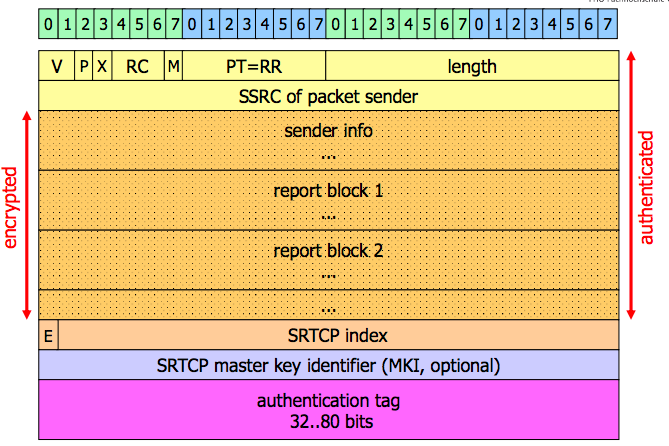 0 1 2 3 4 5 6 7 0 1 2 3 4 5 6 7 0 1 2 3 4 5 6 7 0 1 2 3 4 5 6 7
V P X RC M PT=RR length
SSRC of packet sender
sender info
...
report block 1
...
report block 2
...
...
E SRTCP index
SRTCP master key identifier (MKI, optional)
authentication tag
32..80 bits
encrypted
authenticated